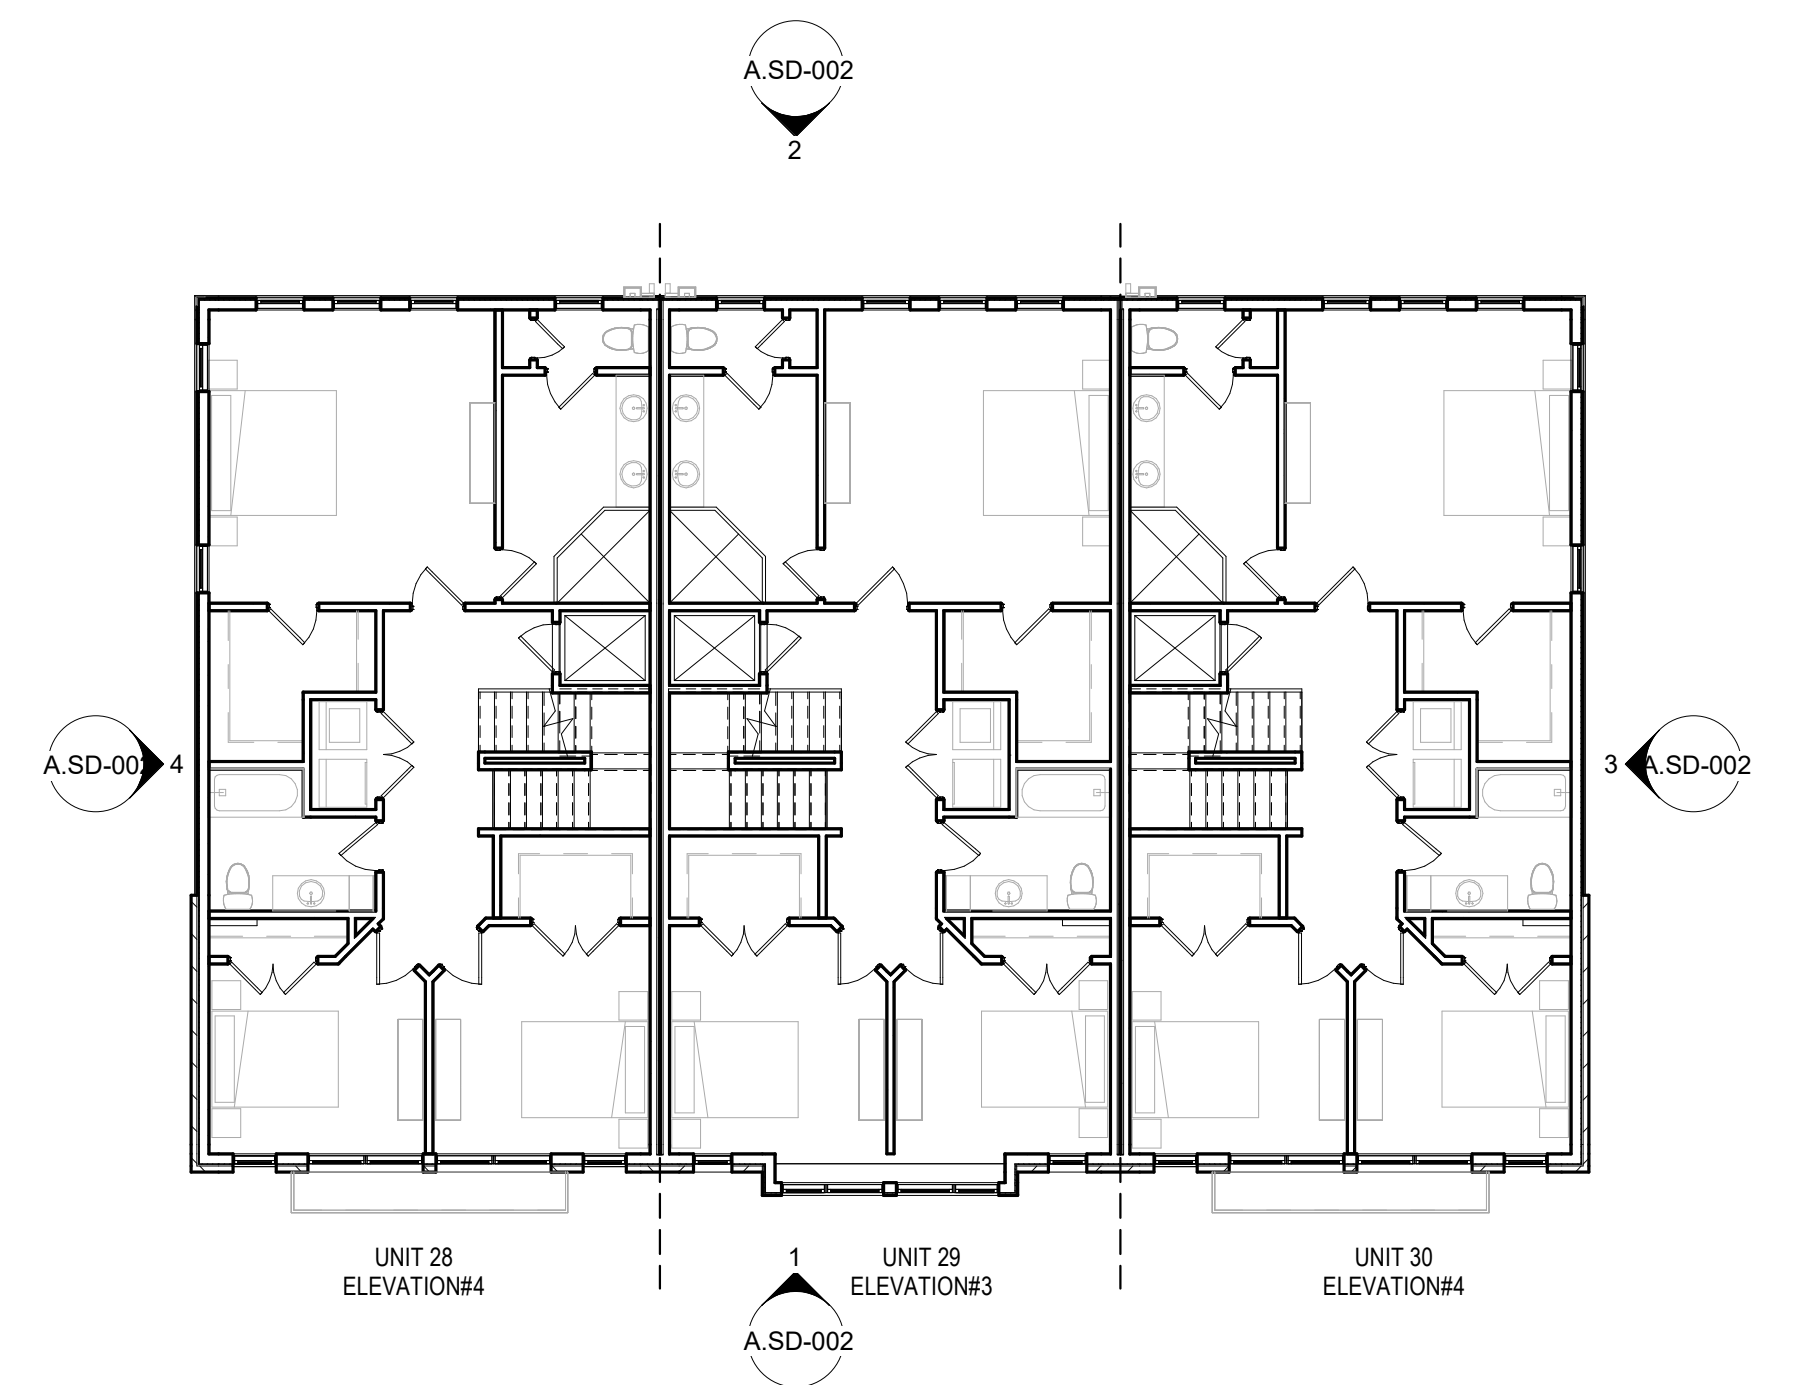 A.SD-002
2
A.SD-002
4
3
A.SD-002
UNIT 28
ELEVATION#4
1
UNIT 29
ELEVATION#3
UNIT 30
ELEVATION#4
A.SD-002